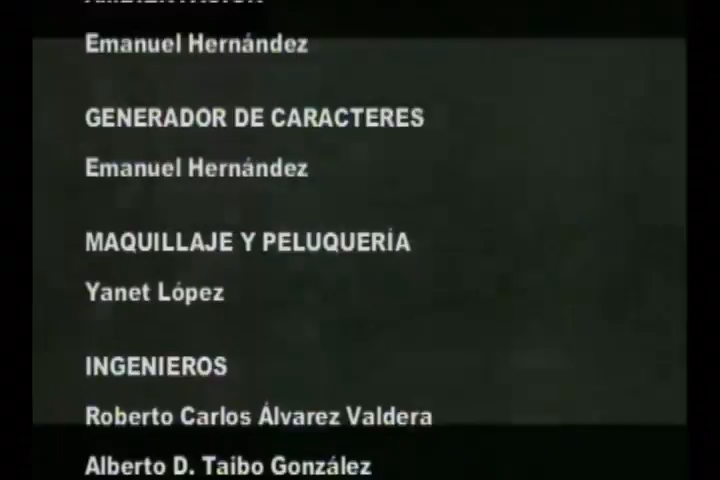 Emanuel Hernández
GENERADOR DE CARACTERES
Emanuel Hernández
MAQUILLAJE Y PELUQUERÍA
Yanet López
INGENIEROS
Roberto Carlos Álvarez Valdera
Alberto D. Taibo González